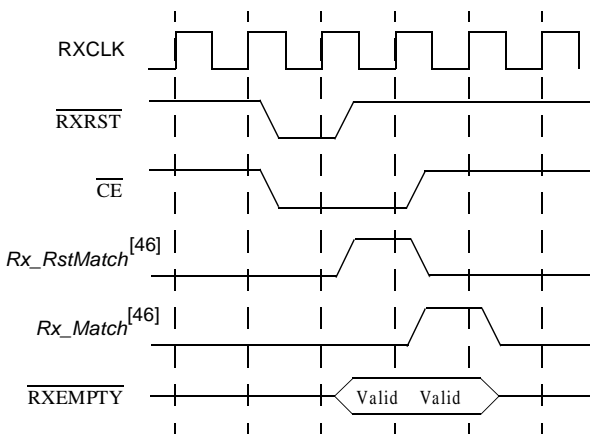 RXCLK
RXRST
CE
Rx_RstMatch[46]
Rx_Match[46]
RXEMPTY
Valid Valid